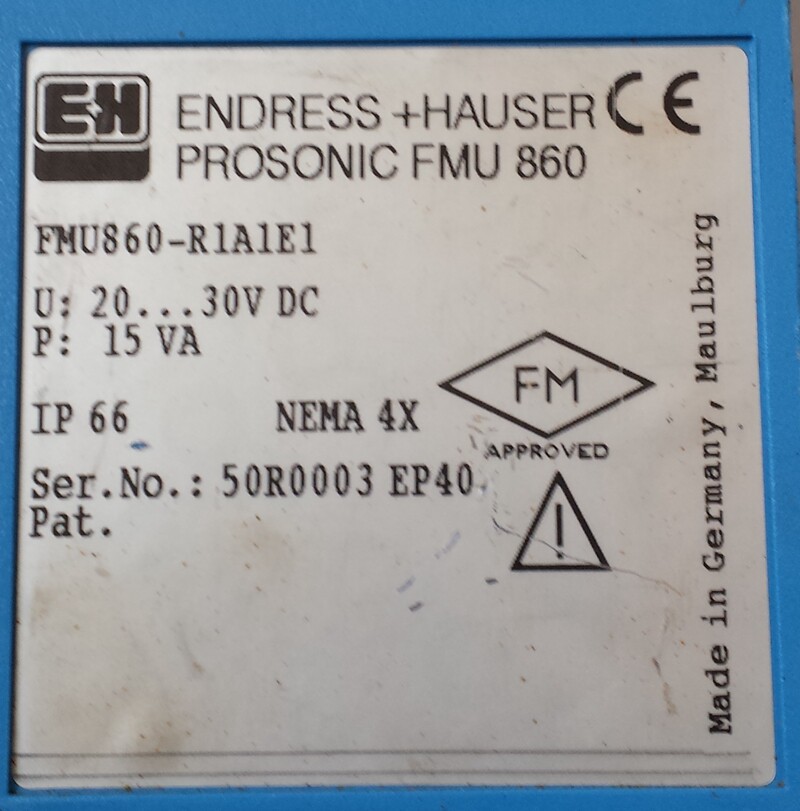 E+H
ENDRESS +HAUSER CE
PROSONIC FMU 860
FMU860-R1A1E1
U: 20...30V DC
P: 15 VA
IP 66 NEMA 4X
FM
APPROVED
Ser.No.: 50R0003 EP40
Pat.
!
Made in Germany, Maulburg